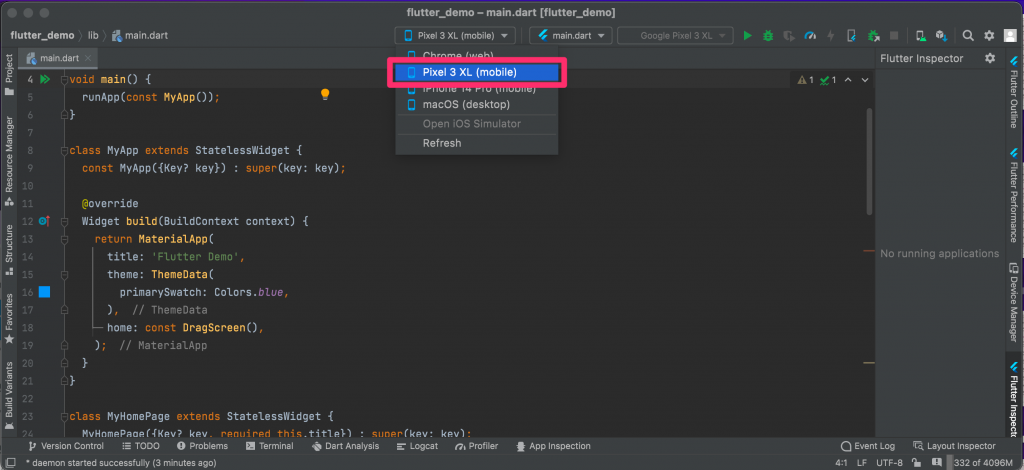 flutter_demo – main.dart [flutter_demo]
flutter_demo › lib › main.dart
Pixel 3 XL (mobile)
main.dart
Google Pixel 3 XL
main.dart
Chrome (web)
Pixel 3 XL (mobile)
iPhone 14 Pro (mobile)
macOS (desktop)
Open iOS Simulator
Refresh
Project
Resource Manager
Structure
Favorites
Build Variants
4 void main() {
5 runApp(const MyApp());
6 }
7
8 class MyApp extends StatelessWidget {
9 const MyApp({Key? key}) : super(key: key);
10
11 @override
12 Widget build(BuildContext context) {
13 return MaterialApp(
14 title: 'Flutter Demo',
15 theme: ThemeData(
16 primarySwatch: Colors.blue,
17 ), // ThemeData
18 home: const DragScreen(),
19 ); // MaterialApp
20 }
21 }
22
23 class MyHomePage extends StatelessWidget {
24 MyHomePage({Key? key, required this.title}) : super(key: key);
1 1
Flutter Inspector
No running applications
Flutter Outline
Flutter Performance
Device Manager
Flutter Inspector
Version Control
TODO
Problems
Terminal
Dart Analysis
Logcat
Profiler
App Inspection
Event Log
Layout Inspector
* daemon started successfully (3 minutes ago)
4:1 LF UTF-8
332 of 4096M